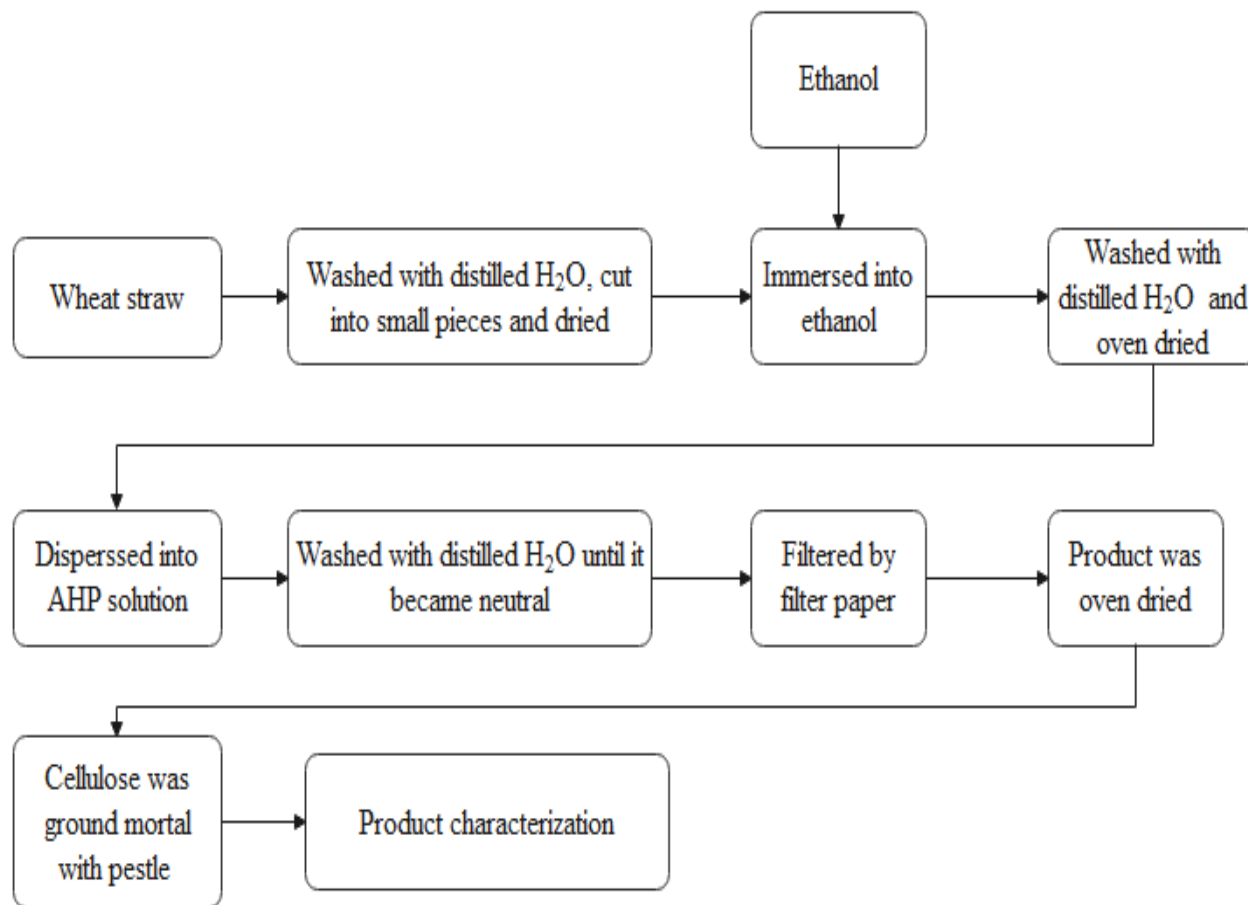 Ethanol
Wheat straw
Washed with distilled H₂O, cut
into small pieces and dried
Immersed into
ethanol
Washed with
distilled H₂O and
oven dried
Disperssed into
AHP solution
Washed with distilled H₂O until it
became neutral
Filtered by
filter paper
Product was
oven dried
Cellulose was
ground mortal
with pestle
Product characterization